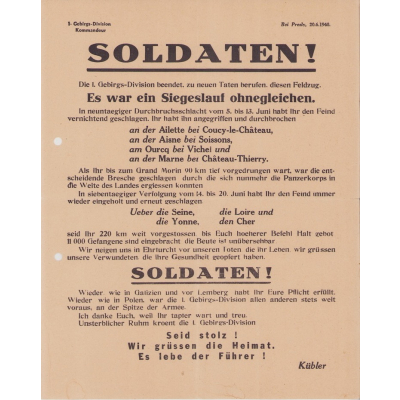 1- Gebirgs-Division
Kommandeur
Bei Prods, 20.6.1940.
SOLDATEN!
Die 1. Gebirgs-Division beendet, zu neuen Taten berufen, diesen Feldzug.
Es war ein Siegeslauf ohnegleichen.
In neuntaegiger Durchbruchsschlacht vom 5. bis 13. Juni habt Ihr den Feind
vernichtend geschlagen, Ihr habt ihn angegriffen und durchbrochen
an der Ailette bei Coucy-le-Château,
an der Aisne bei Soissons,
am Ourcq bei Vichel und
an der Marne bei Château-Thierry.
Als Ihr bis zum Grand Morin 90 km tief vorgedrungen wart, war die ent-
scheidende Bresche geschlagen durch die sich nunmehr die Panzerkorps in
die Weite des Landes ergiessen konnten
In siebentaegiger Verfolgung vom 14. bis 20. Juni habt Ihr den Feind immer
wieder eingeholt und erneut geschlagen
Ueber die Seine, die Loire und
die Yonne, den Cher
seid Ihr 220 km weit vorgestossen bis Euch hoeherer Befehl Halt gebot
11 000 Gefangene sind eingebracht die Beute ist unübersehbar
Wir neigen uns in Ehrfurcht vor unseren Toten, die ihr Leben, wir grüssen
unsere Verwundeten die Ihre Gesundheit geopfert haben.
SOLDATEN!
Wieder wie in Galizien und vor Lemberg habt Ihr Eure Pflicht erfüllt.
Wieder wie in Polen, war die 1. Gebirgs-Division allen anderen stets weit
voraus, an der Spitze der Armee.
Ich danke Euch, weil Ihr tapfer wart und treu.
Unsterblicher Ruhm kroent die 1. Gebirgs-Division
Seid stolz !
Wir grüssen die Heimat.
Es lebe der Führer !
Kübler